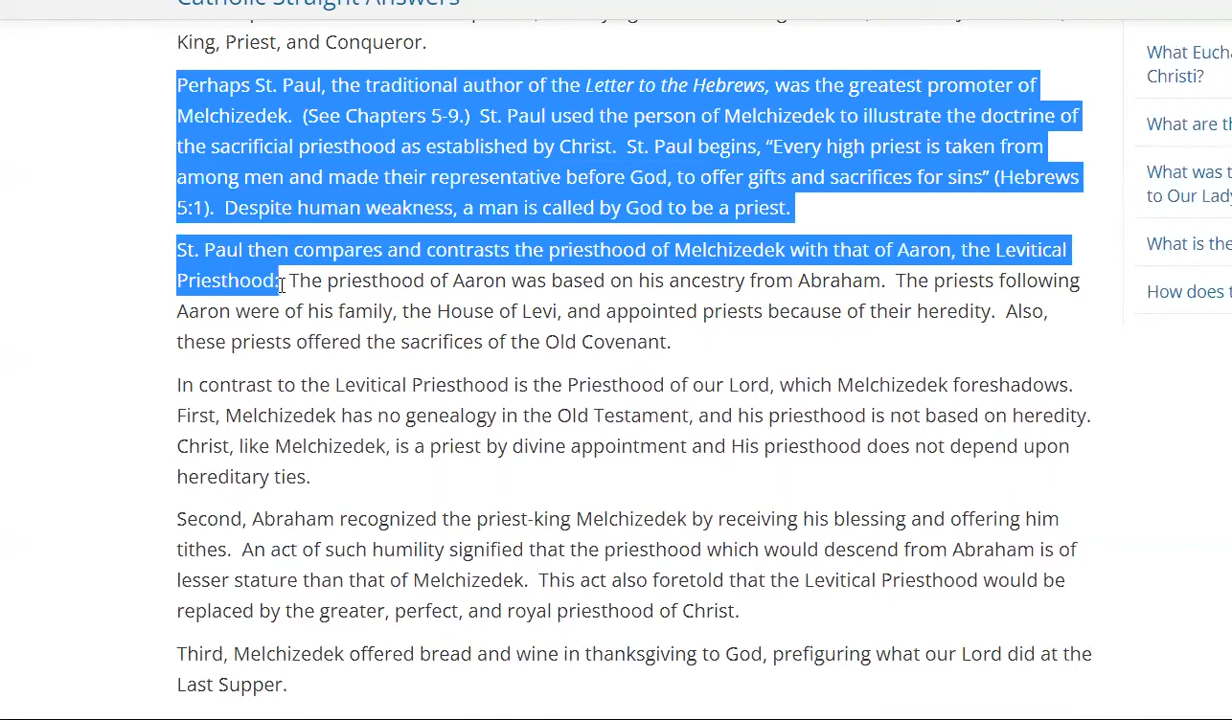 Catholic Straight Answers
King, Priest, and Conqueror.
Perhaps St. Paul, the traditional author of the Letter to the Hebrews, was the greatest promoter of
Melchizedek.  (See Chapters 5-9.)  St. Paul used the person of Melchizedek to illustrate the doctrine of
the sacrificial priesthood as established by Christ.  St. Paul begins, “Every high priest is taken from
among men and made their representative before God, to offer gifts and sacrifices for sins” (Hebrews
5:1).  Despite human weakness, a man is called by God to be a priest.
St. Paul then compares and contrasts the priesthood of Melchizedek with that of Aaron, the Levitical
Priesthood:  The priesthood of Aaron was based on his ancestry from Abraham.  The priests following
Aaron were of his family, the House of Levi, and appointed priests because of their heredity.  Also,
these priests offered the sacrifices of the Old Covenant.
In contrast to the Levitical Priesthood is the Priesthood of our Lord, which Melchizedek foreshadows.
First, Melchizedek has no genealogy in the Old Testament, and his priesthood is not based on heredity.
Christ, like Melchizedek, is a priest by divine appointment and His priesthood does not depend upon
hereditary ties.
Second, Abraham recognized the priest-king Melchizedek by receiving his blessing and offering him
tithes.  An act of such humility signified that the priesthood which would descend from Abraham is of
lesser stature than that of Melchizedek.  This act also foretold that the Levitical Priesthood would be
replaced by the greater, perfect, and royal priesthood of Christ.
Third, Melchizedek offered bread and wine in thanksgiving to God, prefiguring what our Lord did at the
Last Supper.
What Eucha
Christi?
What are th
What was t
to Our Lady
What is the
How does t